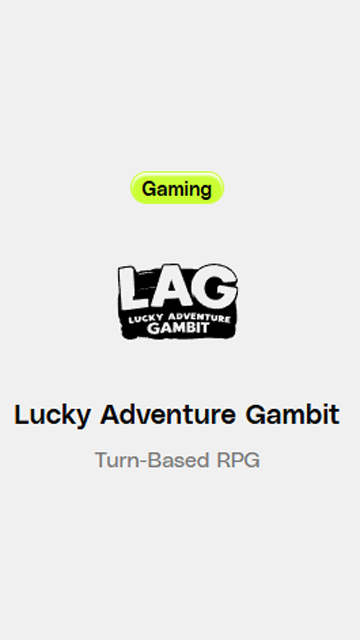 Gaming
LAG
LUCKY ADVENTURE
GAMBIT
Lucky Adventure Gambit
Turn-Based RPG